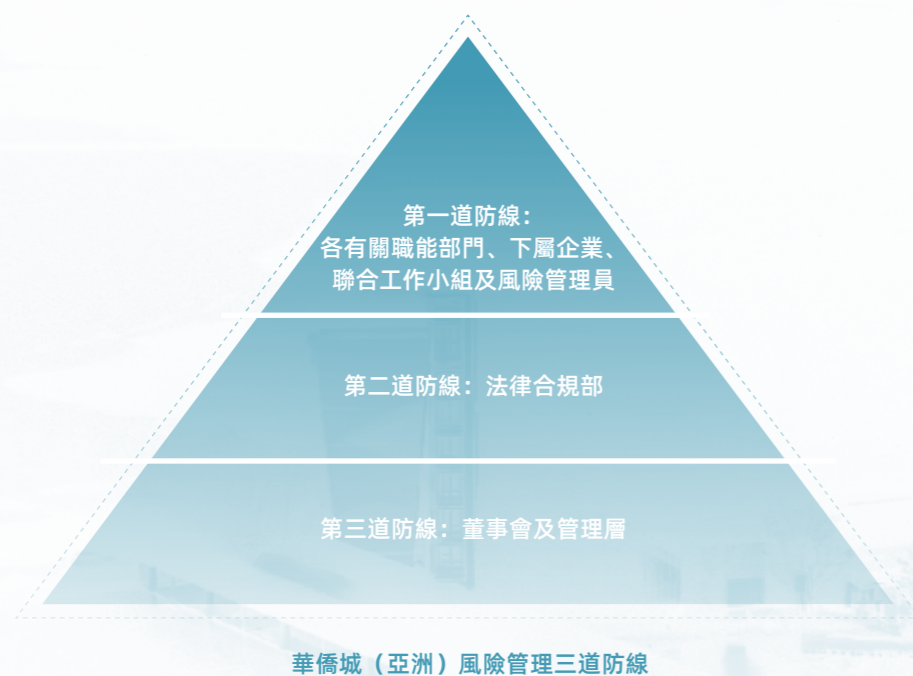 第一道防線：
各有關職能部門、下屬企業、
聯合工作小組及風險管理員
第二道防線：法律合規部
第三道防線：董事會及管理層
華僑城（亞洲）風險管理三道防線